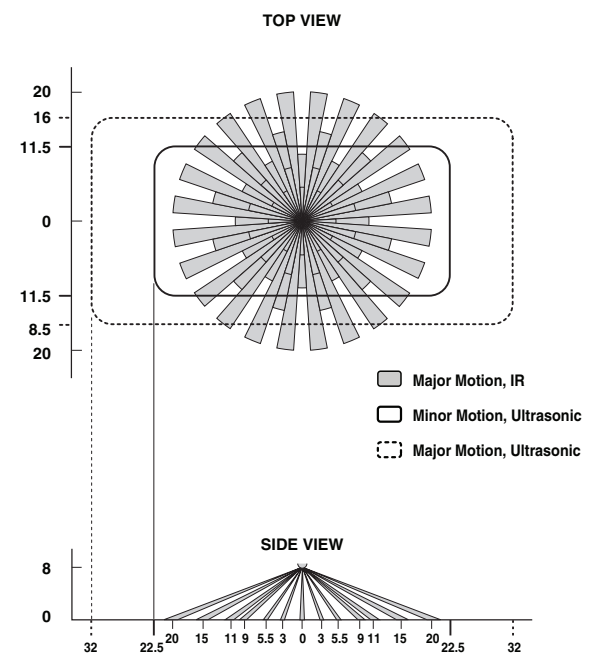 TOP VIEW
20
16
11.5
0
11.5
8.5
20
Major Motion, IR
Minor Motion, Ultrasonic
Major Motion, Ultrasonic
SIDE VIEW
8
0
32 22.5 20 15 11 9 5.5 3 0 3 5.5 9 11 15 20 22.5 32